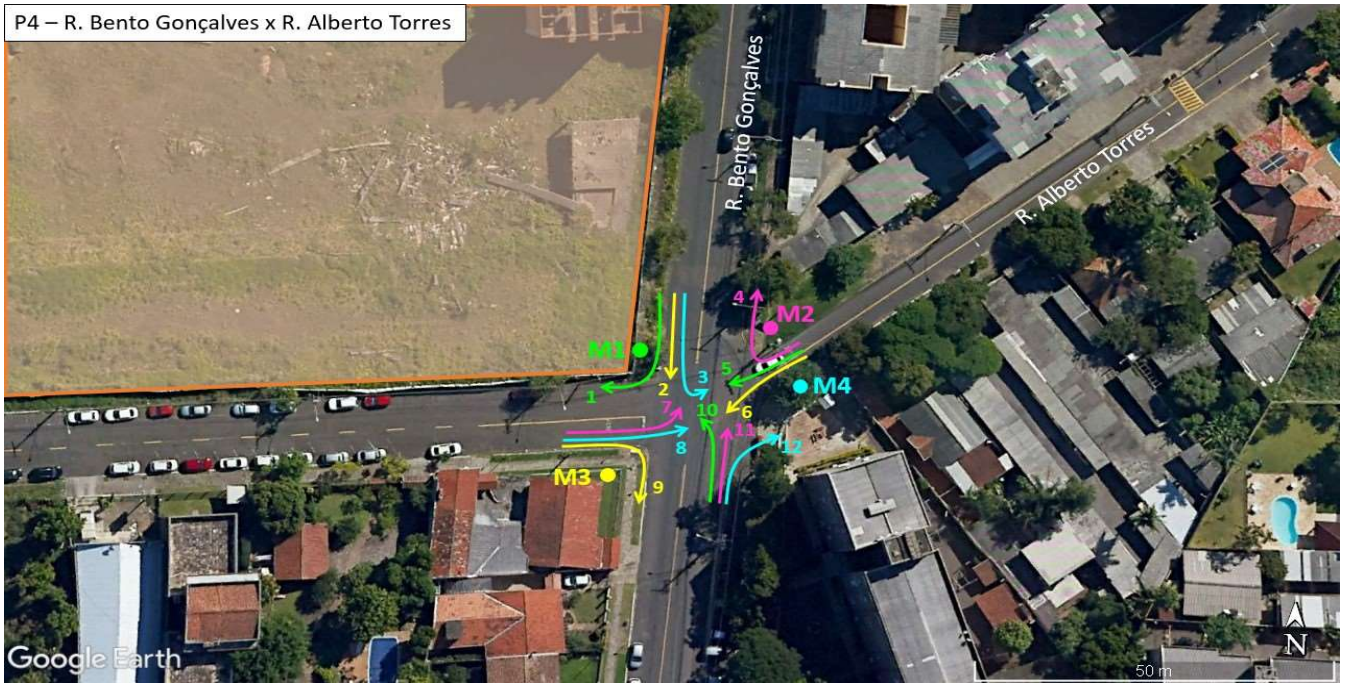 P4 – R. Bento Gonçalves x R. Alberto Torres
R. Bento Gonçalves
R. Alberto Torres
4
M2
M1
5
3
M4
2
1
7
10
6
11
8
12
M3
9
N
Google Earth
50 m